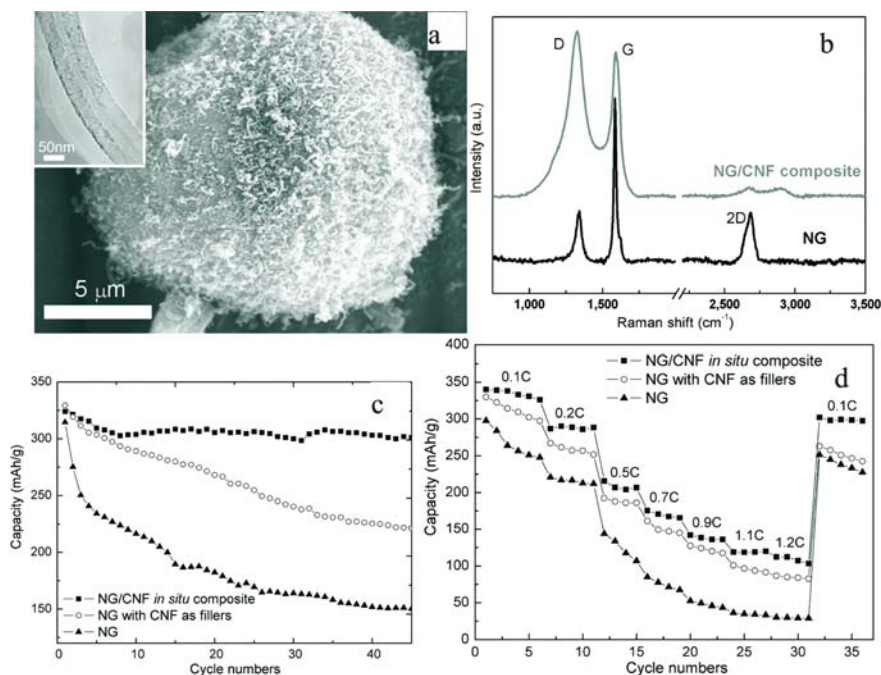 a
50nm
5 μm
b
D
G
NG/CNF composite
2D
NG
Intensity (a.u.)
1,000
1,500
2,500
3,000
3,500
Raman shift (cm⁻¹)
c
350
300
250
200
150
Capacity (mAh/g)
NG/CNF in situ composite
NG with CNF as fillers
NG
0
10
20
30
40
Cycle numbers
d
400
350
300
250
200
150
100
50
0
Capacity (mAh/g)
NG/CNF in situ composite
NG with CNF as fillers
NG
0.1C
0.2C
0.5C
0.7C
0.9C
1.1C
1.2C
0.1C
0
5
10
15
20
25
30
35
Cycle numbers